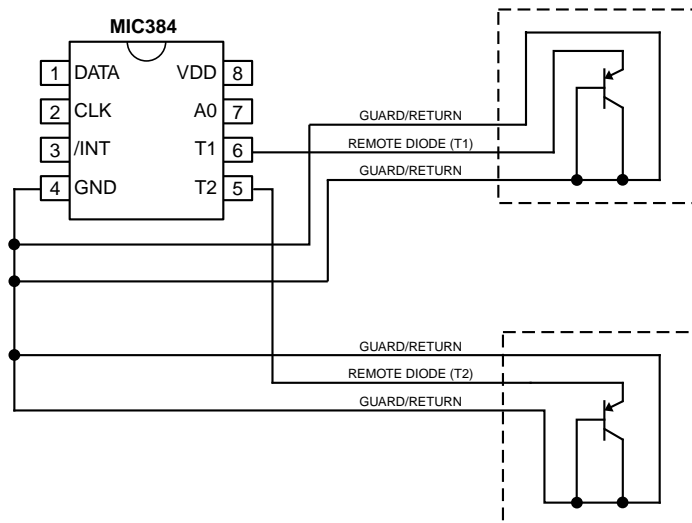 MIC384
1 DATA VDD 8
2 CLK A0 7
3 /INT T1 6
4 GND T2 5
GUARD/RETURN
REMOTE DIODE (T1)
GUARD/RETURN
GUARD/RETURN
REMOTE DIODE (T2)
GUARD/RETURN